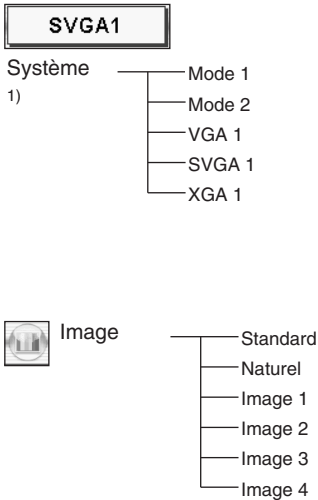 SVGA1
Système
1)
Mode 1
Mode 2
VGA 1
SVGA 1
XGA 1
Image
Standard
Naturel
Image 1
Image 2
Image 3
Image 4